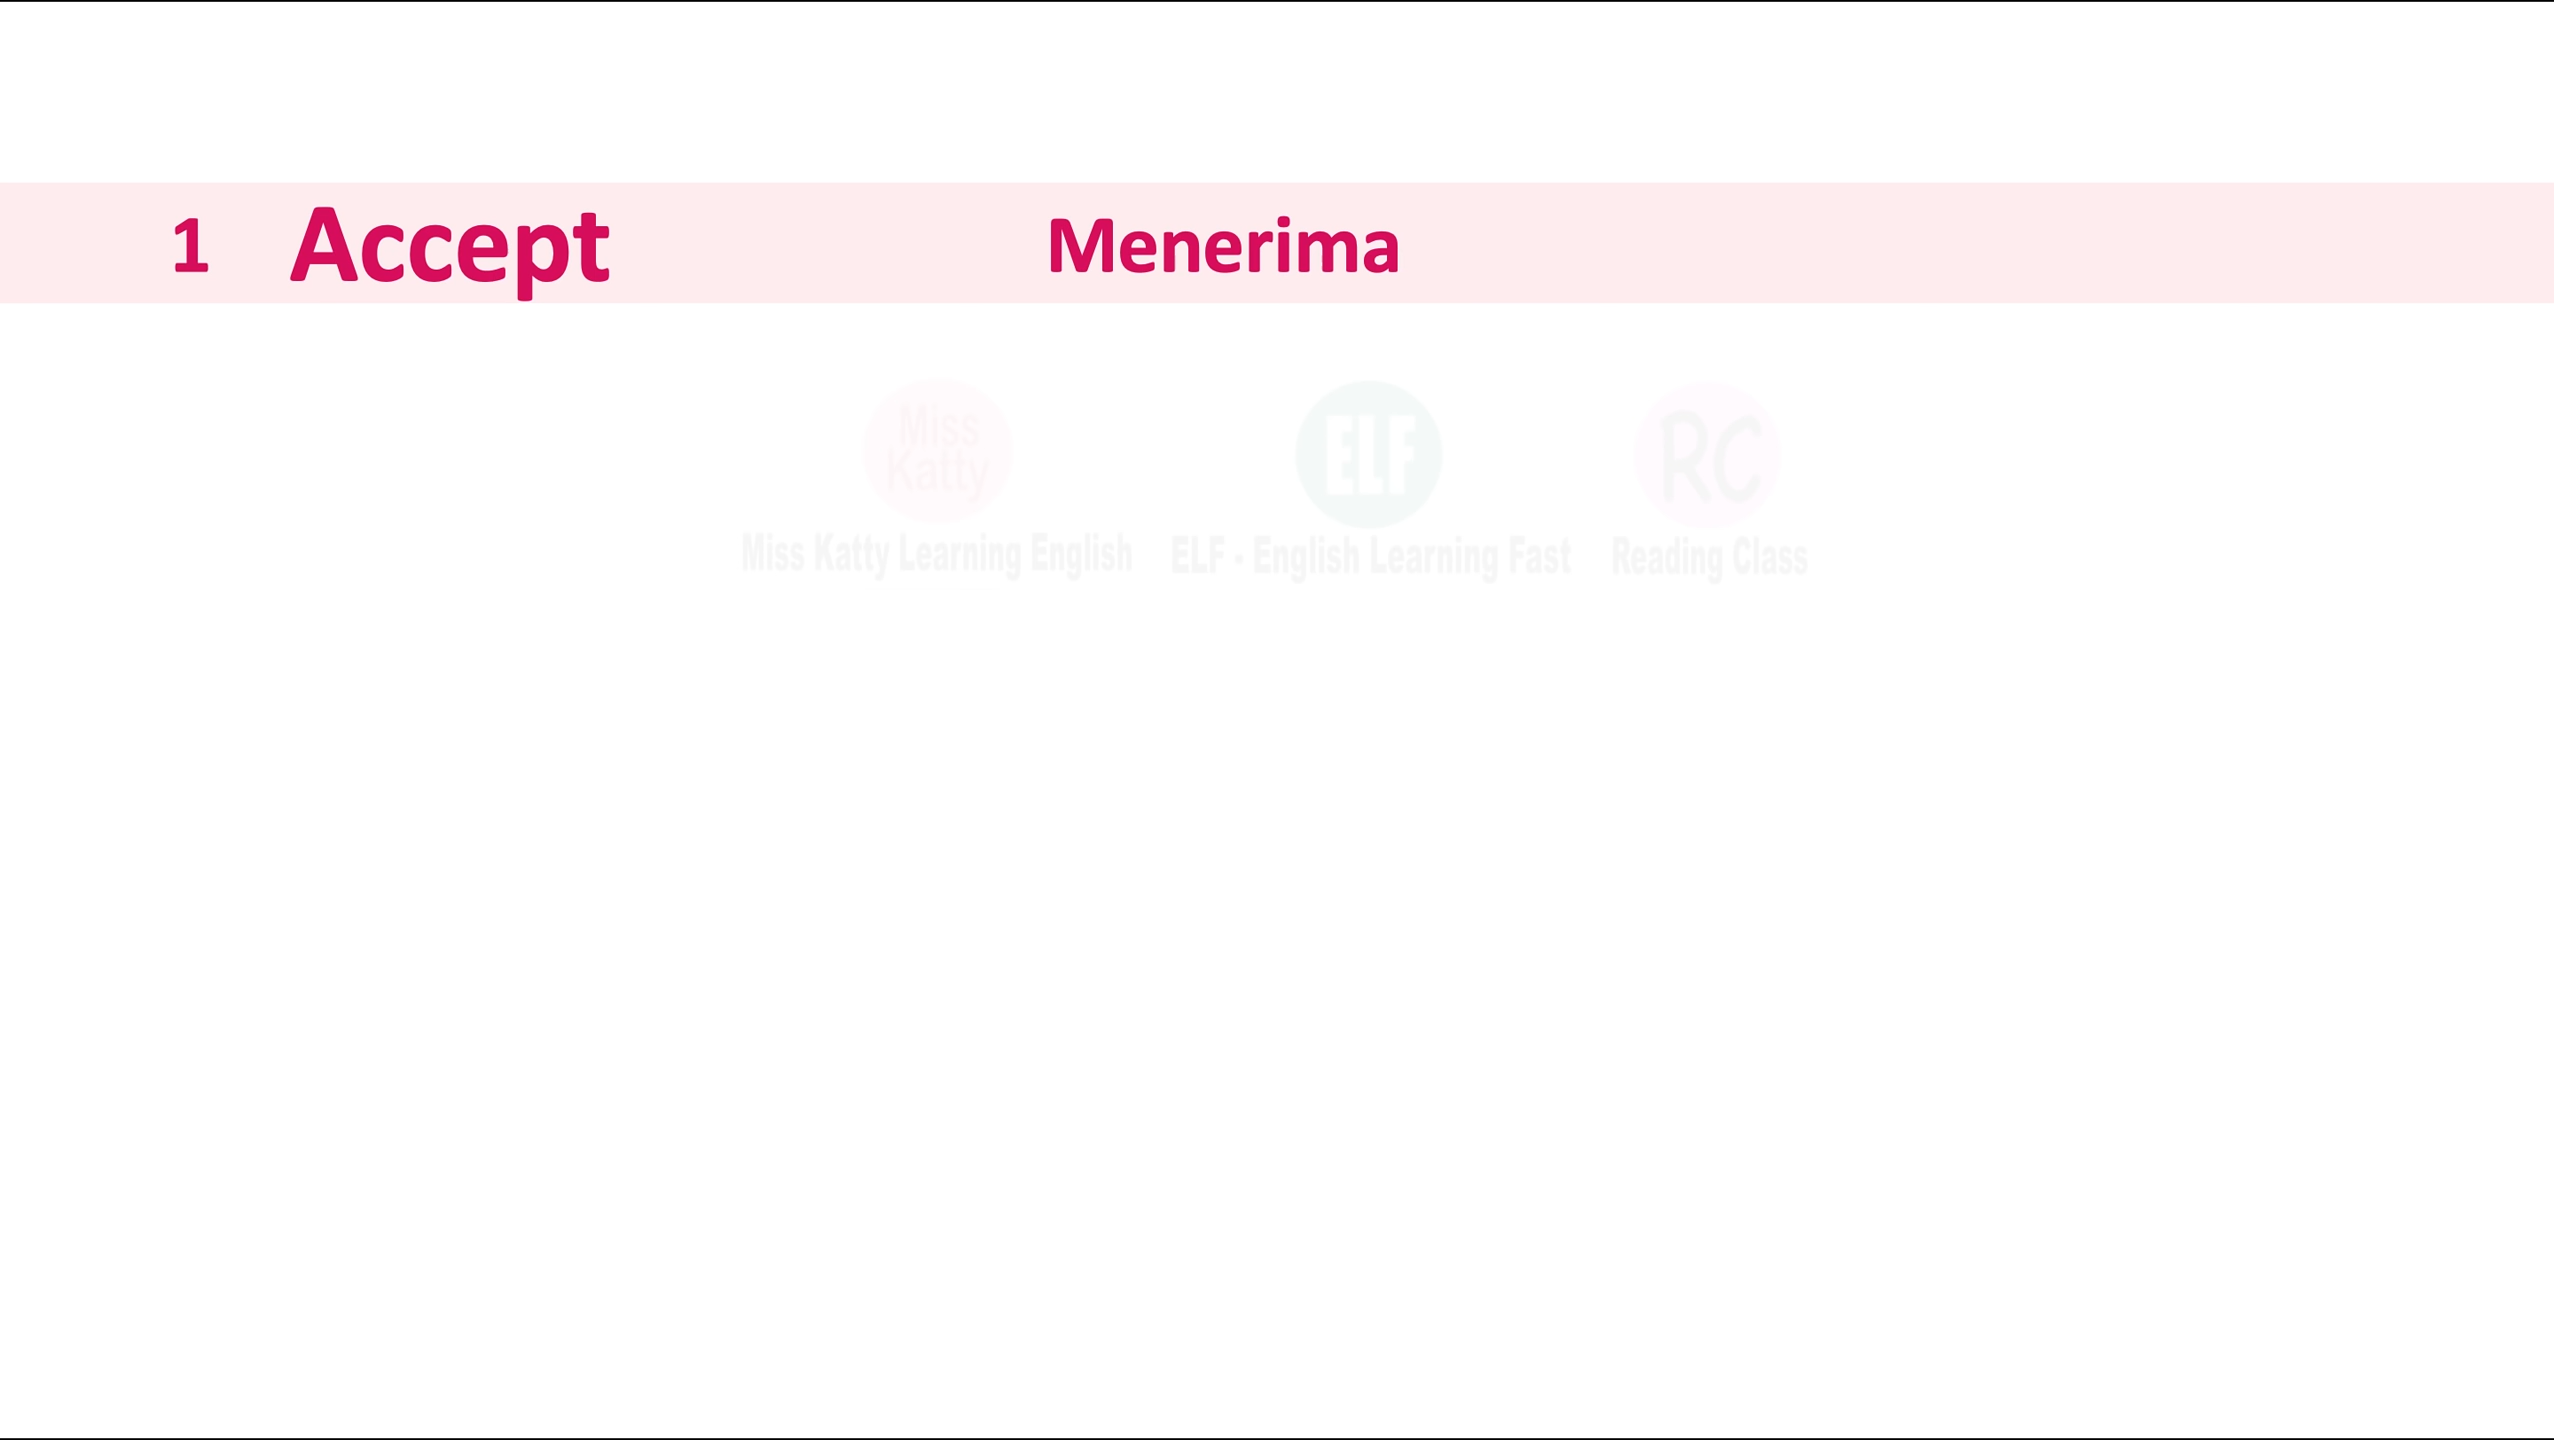 1 Accept Menerima
Miss Katty
ELF
RC
Miss Katty Learning English
ELF - English Learning Fast
Reading Class